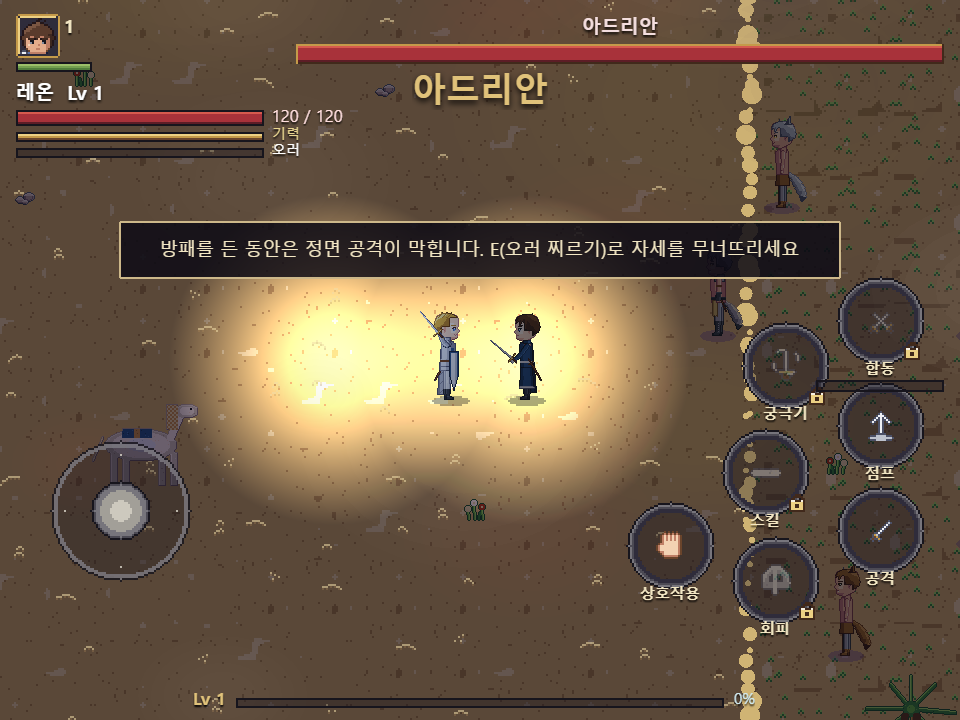 1
아드리안
아드리안
레온 Lv 1
120 / 120
기력
오러
방패를 든 동안은 정면 공격이 막힙니다. E(오러 찌르기)로 자세를 무너뜨리세요
합동
궁극기
점프
스킬
공격
상호작용
회피
Lv 1
0%